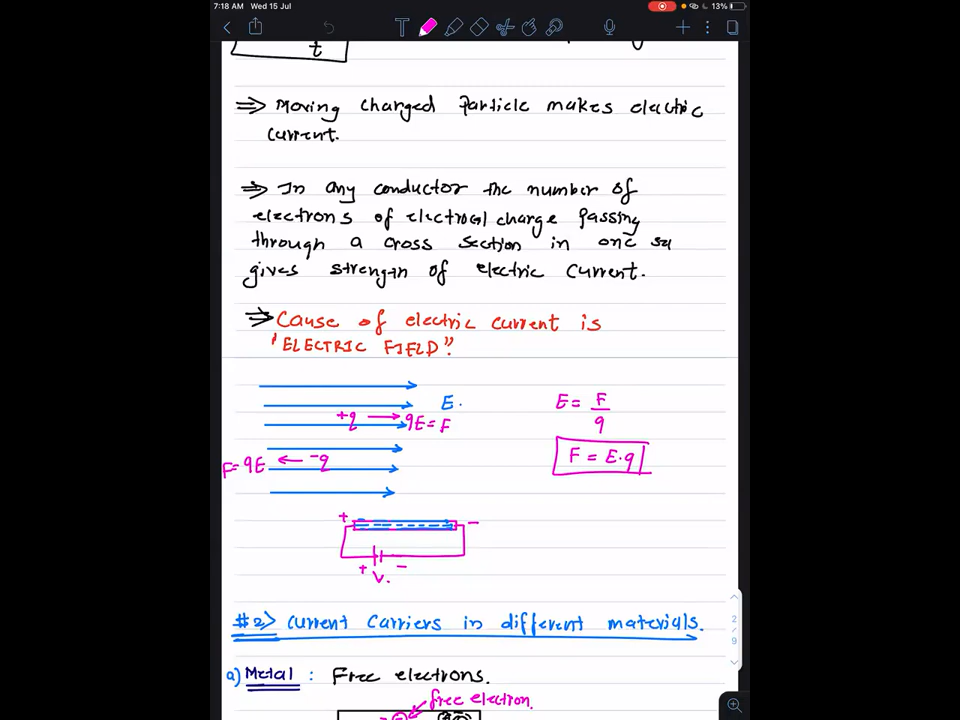 7:18 AM Wed 15 Jul
13%
T
t
⇒ Moving charged Particle makes electric
current.
⇒ In any conductor the number of
electrons of electrical charge Passing
through a cross section in one
gives strength of electric current.
⇒ Cause of electric current is
"ELECTRIC FIELD".
E.
+q → qE = F
F = qE ← -q
E = F
q
F = E.q
+ -
+ -
V.
#2> Current Carriers in different materials.
2
9
a) Metal : Free electrons.
free electron.